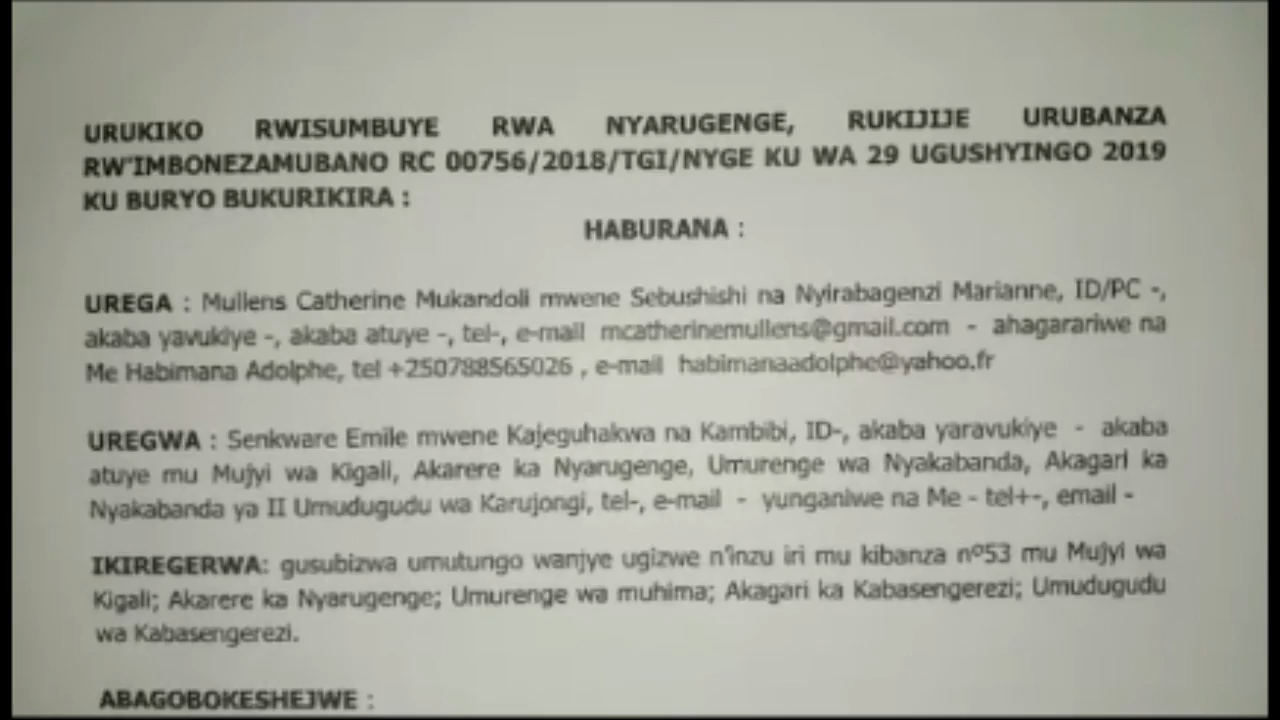 URUKIKO RWISUMBUYE RWA NYARUGENGE, RUKIJIJE URUBANZA
RW'IMBONEZAMUBANO RC 00756/2018/TGI/NYGE KU WA 29 UGUSHYINGO 2019
KU BURYO BUKURIKIRA :
HABURANA :
UREGA : Mullens Catherine Mukandoli mwene Sebushishi na Nyirabagenzi Marianne, ID/PC -,
akaba yavukiye -, akaba atuye -, tel-, e-mail mcatherinemullens@gmail.com - ahagarariwe na
Me Habimana Adolphe, tel +250788565026 , e-mail habimanaadolphe@yahoo.fr
UREGWA : Senkware Emile mwene Kajeguhakwa na Kambibi, ID-, akaba yaravukiye - akaba
atuye mu Mujyi wa Kigali, Akarere ka Nyarugenge, Umurenge wa Nyakabanda, Akagari ka
Nyakabanda ya II Umudugudu wa Karujongi, tel-, e-mail - yunganiwe na Me - tel+-, email -
IKIREGERWA: gusubizwa umutungo wanjye ugizwe n'inzu iri mu kibanza nº53 mu Mujyi wa
Kigali; Akarere ka Nyarugenge; Umurenge wa muhima; Akagari ka Kabasengerezi; Umudugudu
wa Kabasengerezi.
ABAGOBOKESHEJWE :